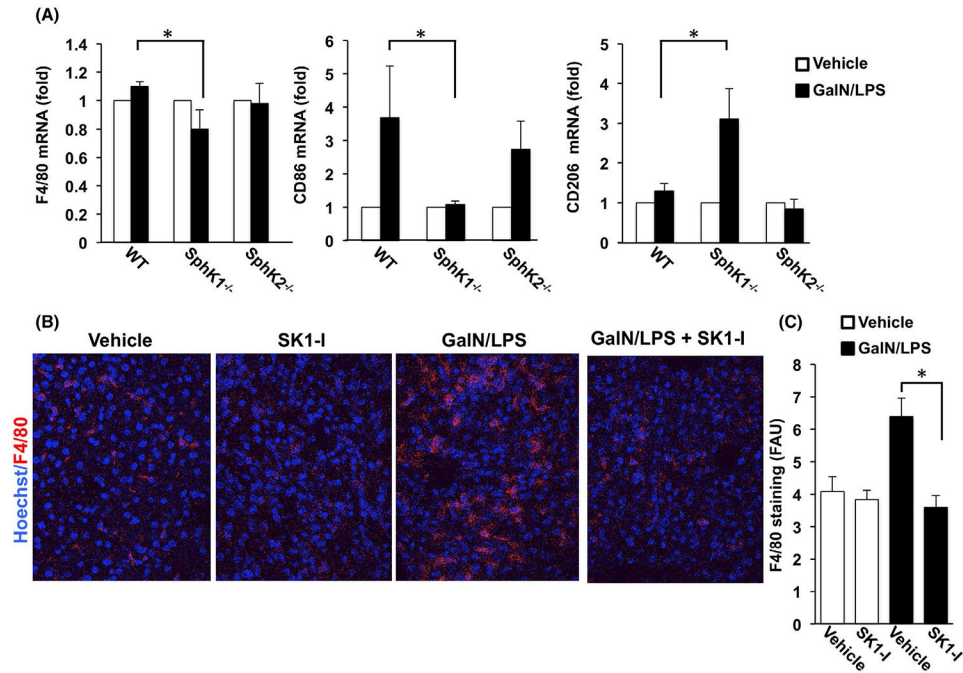 (A)
F4/80 mRNA (fold)
1.4
1.2
1
0.8
0.6
0.4
0.2
0
*
WT
SphK1-/-
SphK2-/-
CD86 mRNA (fold)
6
5
4
3
2
1
0
*
WT
SphK1-/-
SphK2-/-
CD206 mRNA (fold)
5
4
3
2
1
0
*
WT
SphK1-/-
SphK2-/-
Vehicle
GalN/LPS
(B)
Vehicle
SK1-I
GalN/LPS
GalN/LPS + SK1-I
Hoechst/F4/80
(C)
Vehicle
GalN/LPS
F4/80 staining (FAU)
8
7
6
5
4
3
2
1
0
*
Vehicle
SK1-I
Vehicle
SK1-I